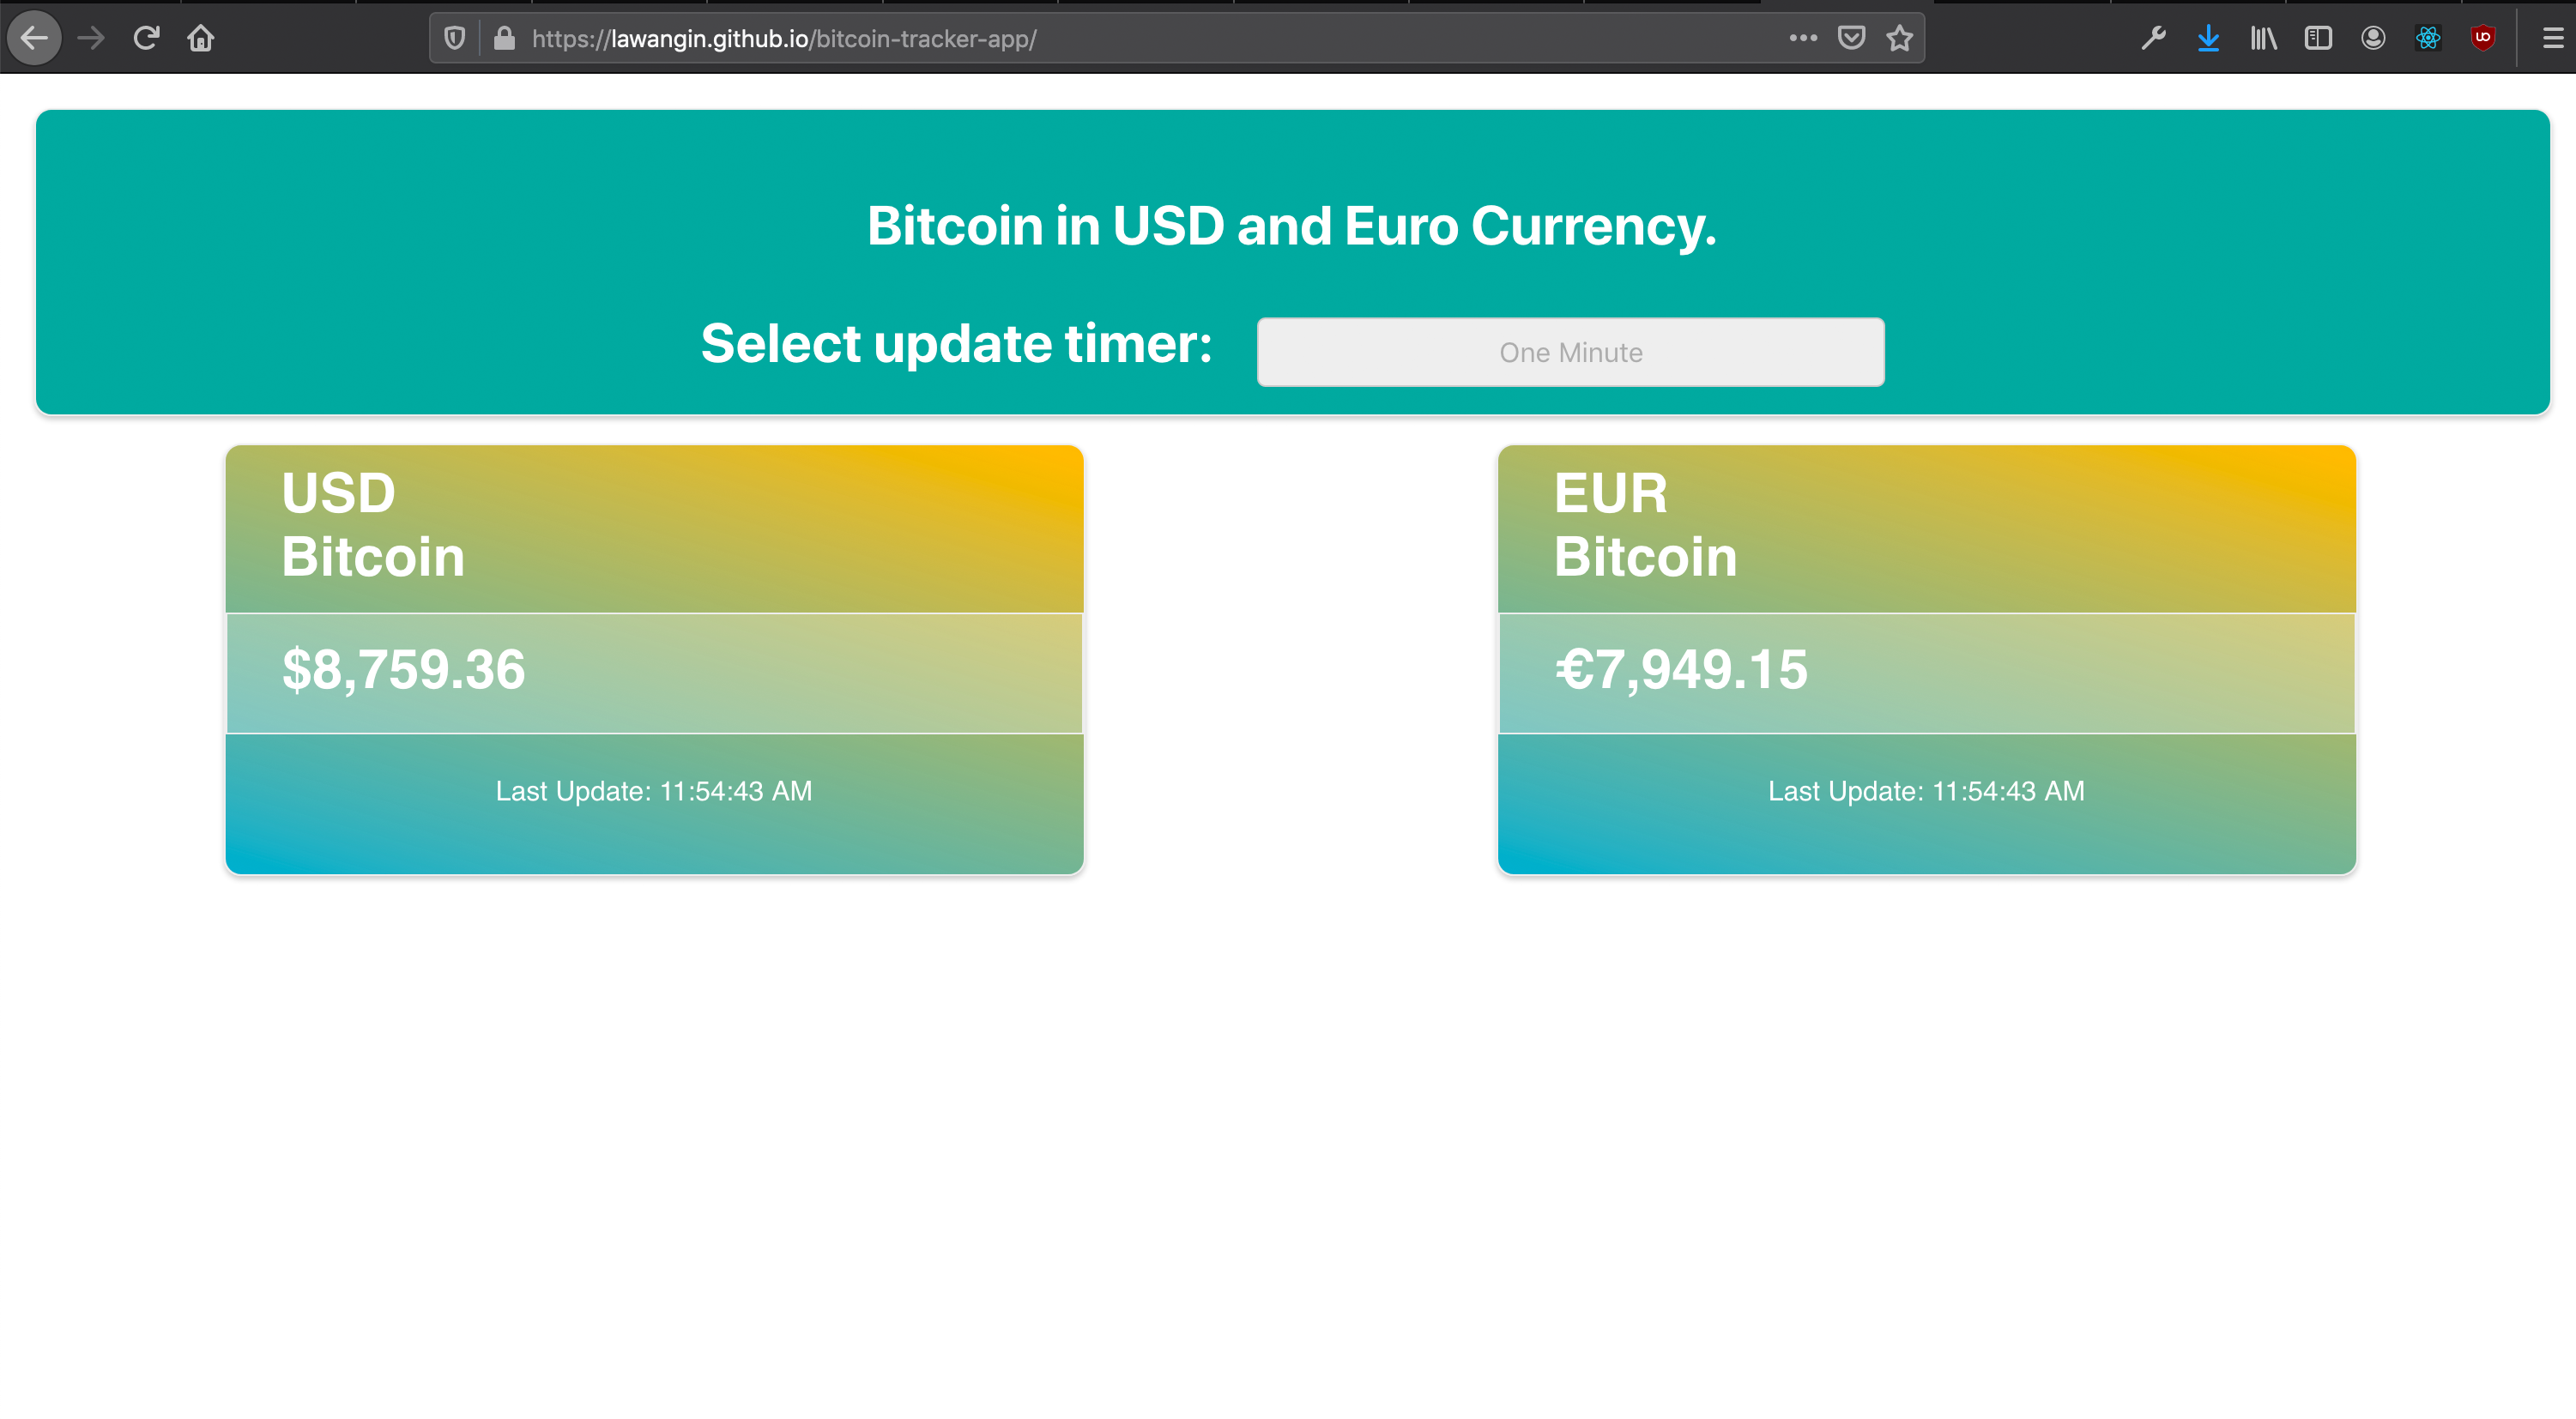 https://lawangin.github.io/bitcoin-tracker-app/
Bitcoin in USD and Euro Currency.
Select update timer: One Minute
USD
Bitcoin
$8,759.36
Last Update: 11:54:43 AM
EUR
Bitcoin
€7,949.15
Last Update: 11:54:43 AM